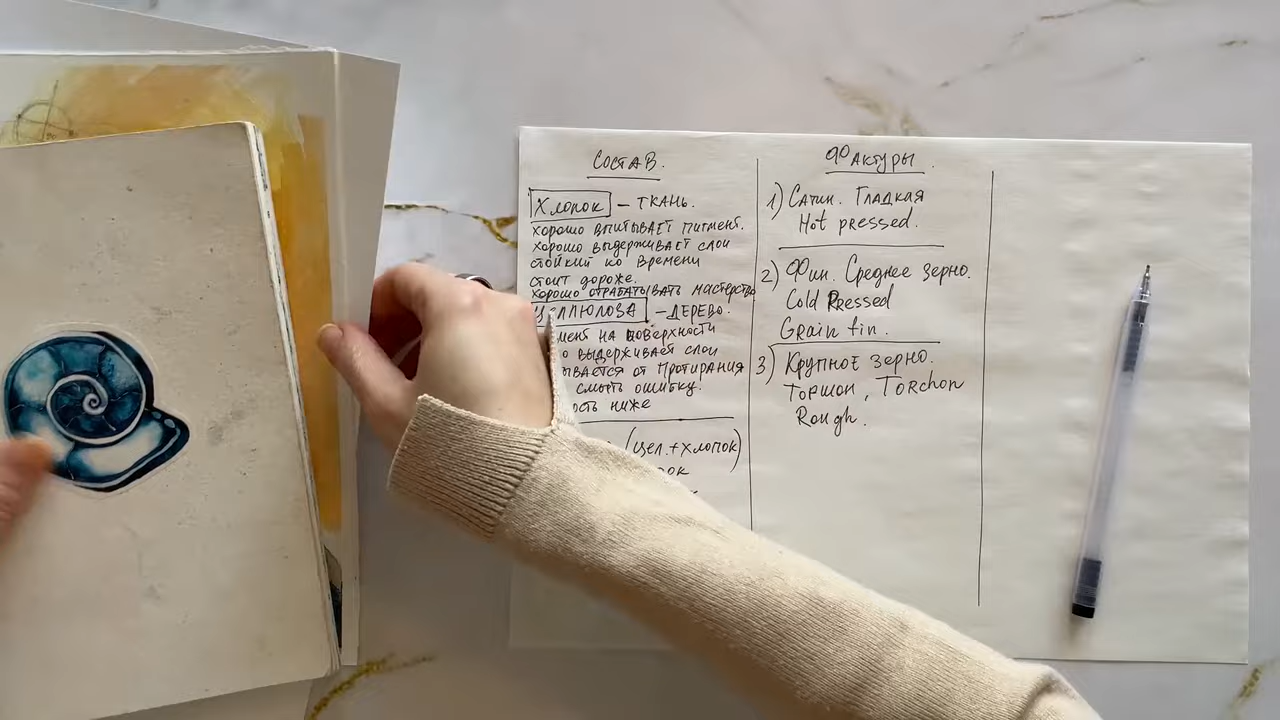 СОСТАВ.
ХЛОПОК – ТКАНЬ.
хорошо впитывает пигмент.
хорошо выдерживает слои
стойкий ко времени
стоит дороже.
хорошо отрабатывать мастерство
ЦЕЛЛЮЛОЗА – ДЕРЕВО.
на поверхности
выдерживает слои
от протирания
смыть ошибку.
ниже
(цел.+хлопок)
Фактуры.
1) Сатин. Гладкая
Hot pressed.
2) Фин. Среднее зерно.
Cold Pressed
Grain fin.
3) Крупное зерно.
Торшон, Torchon
Rough.